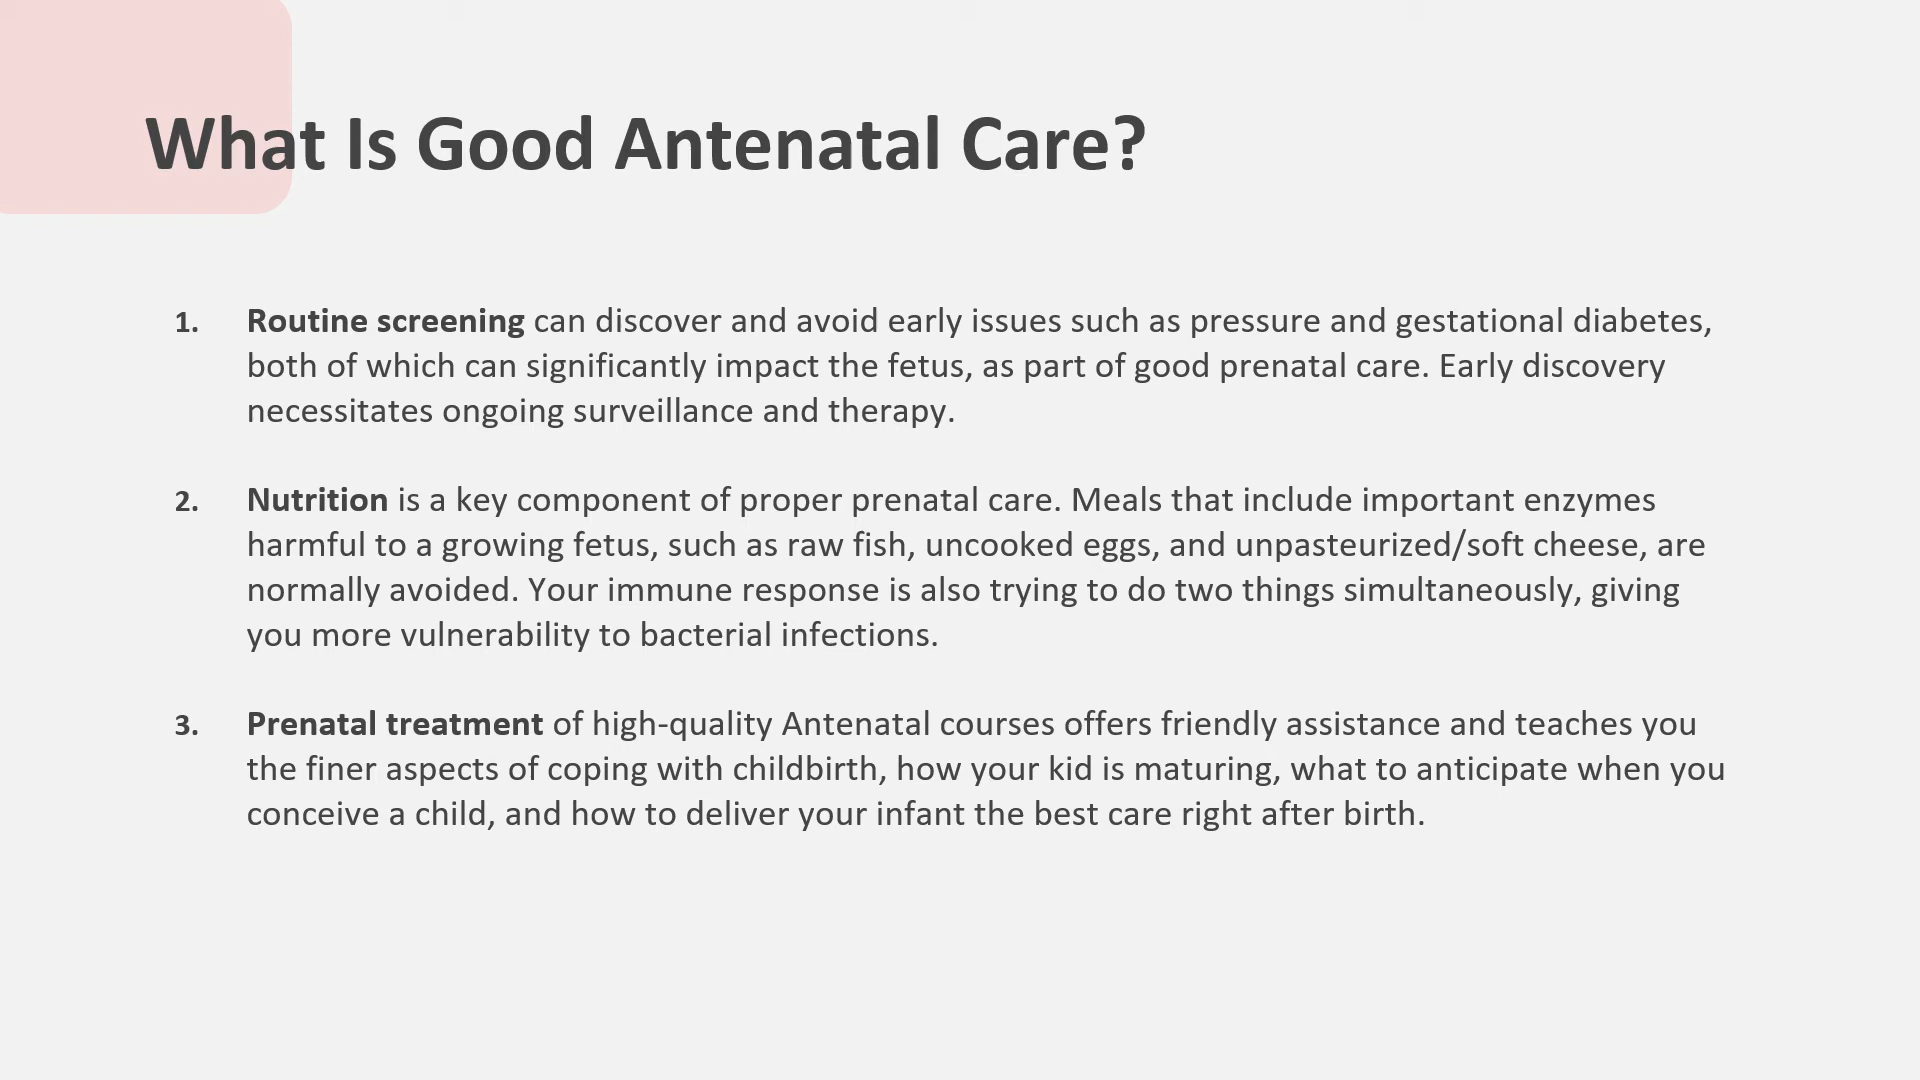 What Is Good Antenatal Care?
1. Routine screening can discover and avoid early issues such as pressure and gestational diabetes,
both of which can significantly impact the fetus, as part of good prenatal care. Early discovery
necessitates ongoing surveillance and therapy.
2. Nutrition is a key component of proper prenatal care. Meals that include important enzymes
harmful to a growing fetus, such as raw fish, uncooked eggs, and unpasteurized/soft cheese, are
normally avoided. Your immune response is also trying to do two things simultaneously, giving
you more vulnerability to bacterial infections.
3. Prenatal treatment of high-quality Antenatal courses offers friendly assistance and teaches you
the finer aspects of coping with childbirth, how your kid is maturing, what to anticipate when you
conceive a child, and how to deliver your infant the best care right after birth.